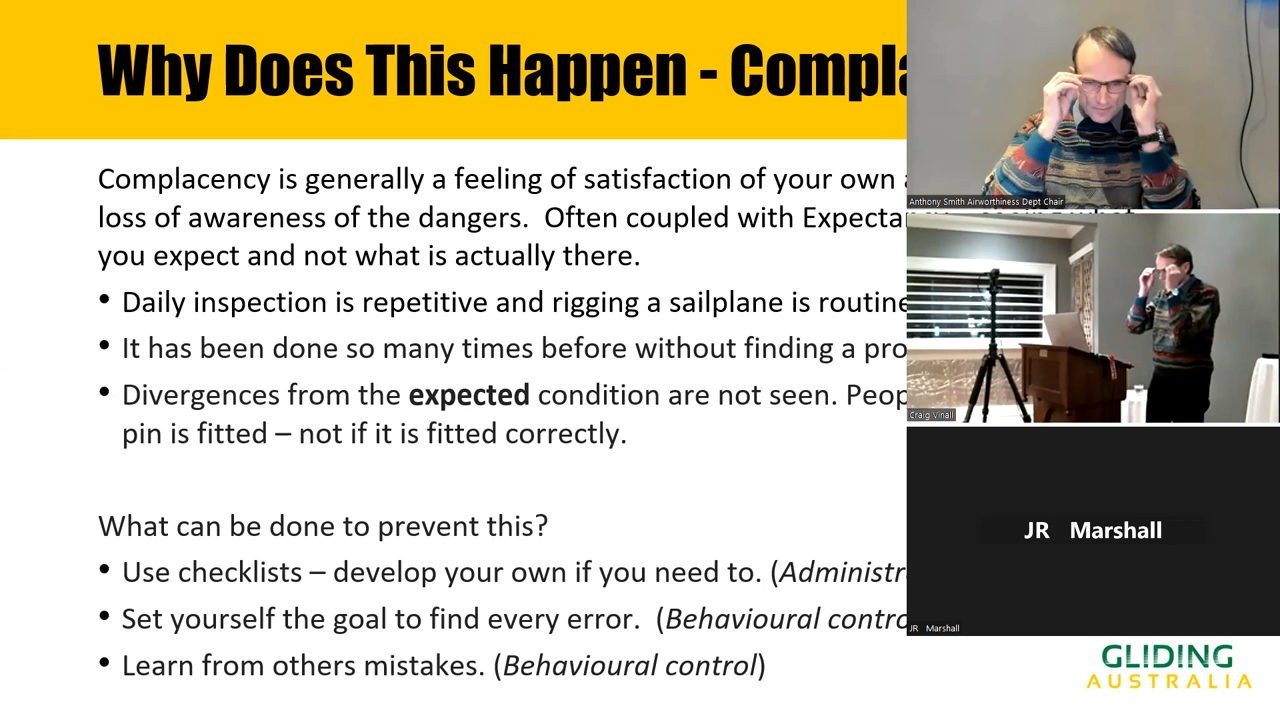 Why Does This Happen - Compla
Complacency is generally a feeling of satisfaction of your own
loss of awareness of the dangers.  Often coupled with Expectancy – seeing what
you expect and not what is actually there.
• Daily inspection is repetitive and rigging a sailplane is routine
• It has been done so many times before without finding a pro
• Divergences from the expected condition are not seen. Peop
pin is fitted – not if it is fitted correctly.
What can be done to prevent this?
• Use checklists – develop your own if you need to. (Administr
• Set yourself the goal to find every error.  (Behavioural contro
• Learn from others mistakes. (Behavioural control)
Anthony Smith Airworthiness Dept Chair
Craig Vinall
JR Marshall
JR Marshall
GLIDING
AUSTRALIA